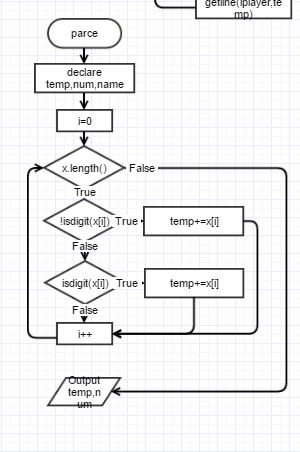 getline(iplayer,te
mp)
parce
declare
temp,num,name
i=0
x.length()
False
True
!isdigit(x[i])
True
temp+=x[i]
False
isdigit(x[i])
True
temp+=x[i]
False
i++
Output
temp,n
um